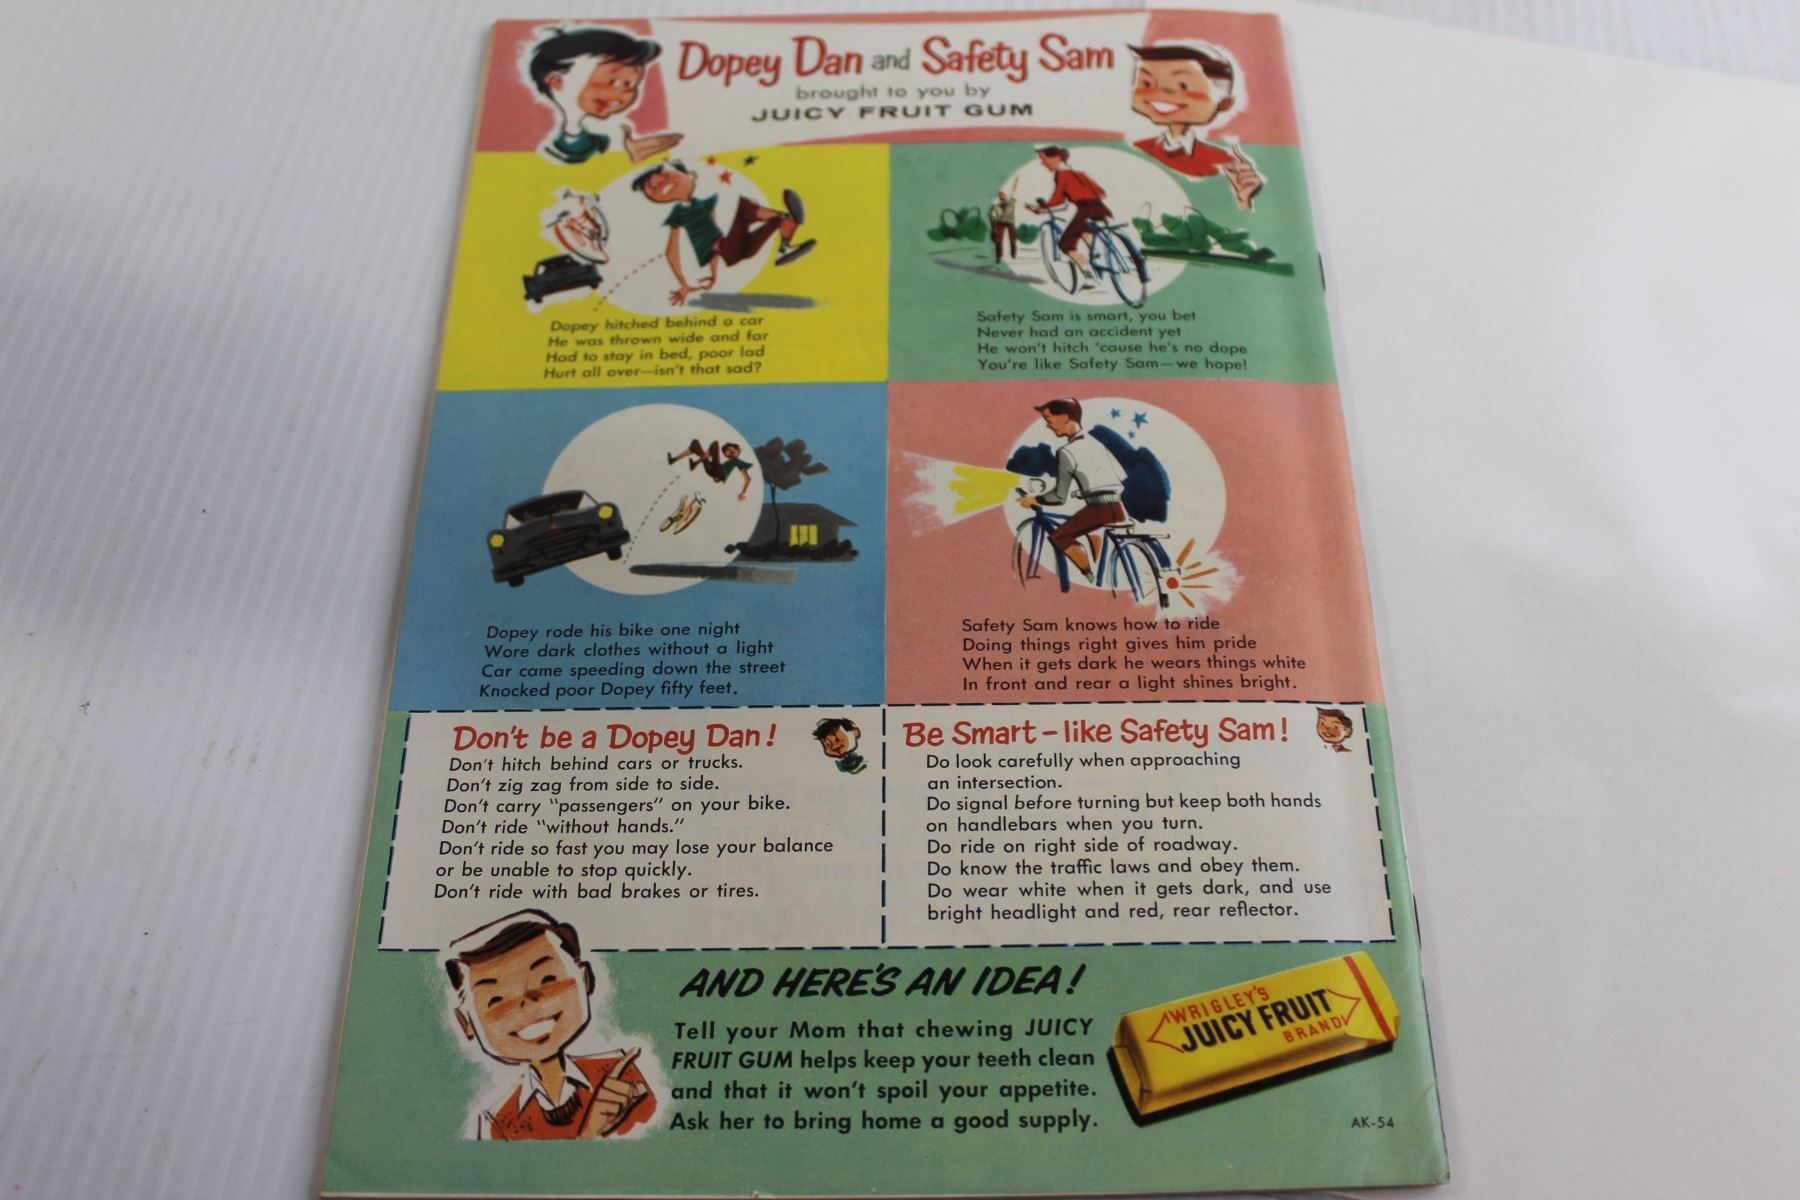 Dopey Dan and Safety Sam
brought to you by
JUICY FRUIT GUM
Dopey hitched behind a car
He was thrown wide and far
Had to stay in bed, poor lad
Hurt all over—isn't that sad?
Safety Sam is smart, you bet
Never had an accident yet
He won't hitch 'cause he's no dope
You're like Safety Sam—we hope!
Dopey rode his bike one night
Wore dark clothes without a light
Car came speeding down the street
Knocked poor Dopey fifty feet.
Safety Sam knows how to ride
Doing things right gives him pride
When it gets dark he wears things white
In front and rear a light shines bright.
Don't be a Dopey Dan!
Don't hitch behind cars or trucks.
Don't zig zag from side to side.
Don't carry "passengers" on your bike.
Don't ride "without hands."
Don't ride so fast you may lose your balance
or be unable to stop quickly.
Don't ride with bad brakes or tires.
Be Smart—like Safety Sam!
Do look carefully when approaching
an intersection.
Do signal before turning but keep both hands
on handlebars when you turn.
Do ride on right side of roadway.
Do know the traffic laws and obey them.
Do wear white when it gets dark, and use
bright headlight and red, rear reflector.
AND HERE'S AN IDEA!
Tell your Mom that chewing JUICY
FRUIT GUM helps keep your teeth clean
and that it won't spoil your appetite.
Ask her to bring home a good supply.
WRIGLEY'S
JUICY FRUIT
BRAND
AK-54